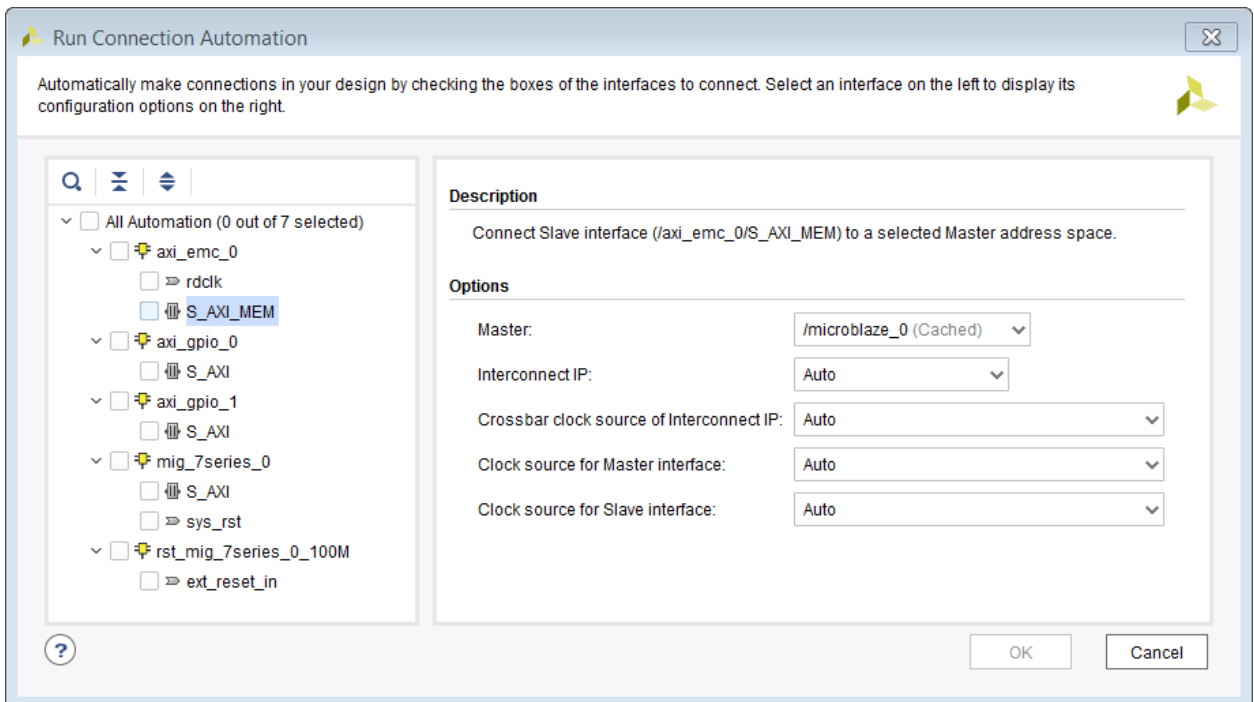 Run Connection Automation
Automatically make connections in your design by checking the boxes of the interfaces to connect. Select an interface on the left to display its
configuration options on the right.
All Automation (0 out of 7 selected)
axi_emc_0
rdclk
S_AXI_MEM
axi_gpio_0
S_AXI
axi_gpio_1
S_AXI
mig_7series_0
S_AXI
sys_rst
rst_mig_7series_0_100M
ext_reset_in
Description
Connect Slave interface (/axi_emc_0/S_AXI_MEM) to a selected Master address space.
Options
Master: /microblaze_0 (Cached)
Interconnect IP: Auto
Crossbar clock source of Interconnect IP: Auto
Clock source for Master interface: Auto
Clock source for Slave interface: Auto
?
OK Cancel